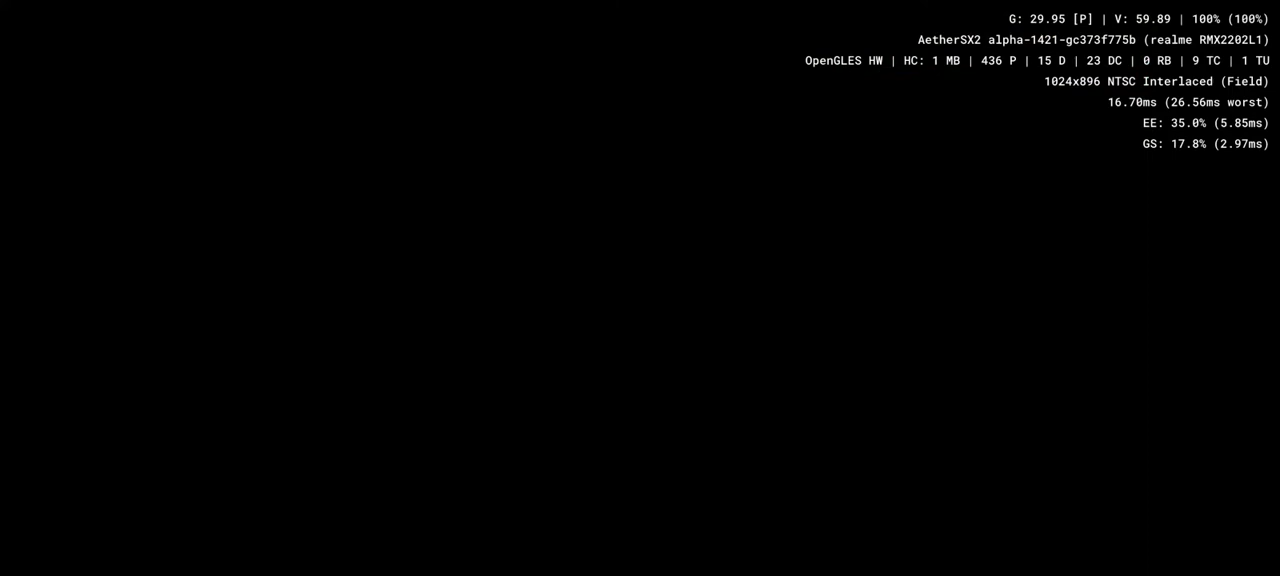 G: 29.95 [P] | V: 59.89 | 100% (100%)
AetherSX2 alpha-1421-gc373f775b (realme RMX2202L1)
OpenGLES HW | HC: 1 MB | 436 P | 15 D | 23 DC | 0 RB | 9 TC | 1 TU
1024x896 NTSC Interlaced (Field)
16.70ms (26.56ms worst)
EE: 35.0% (5.85ms)
GS: 17.8% (2.97ms)